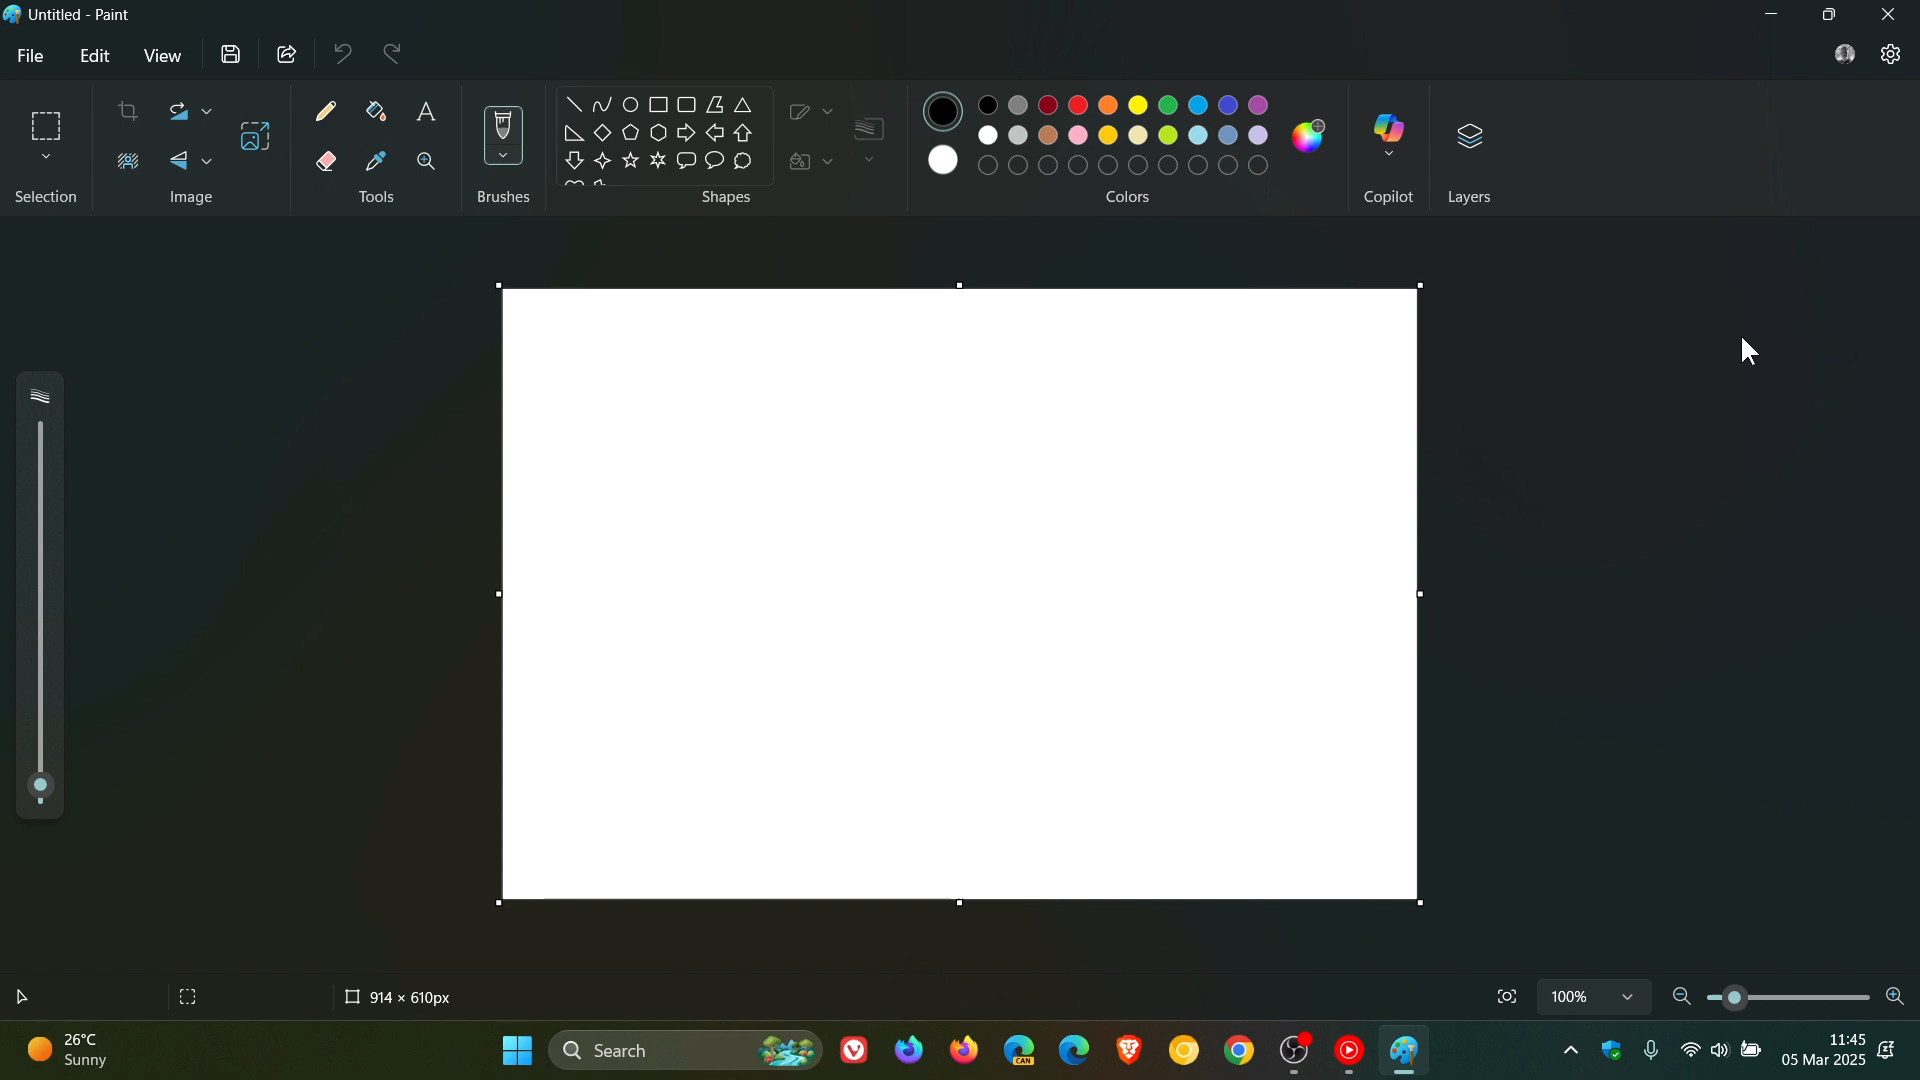 Untitled - Paint
File Edit View
Selection Image Tools Brushes Shapes Colors Copilot Layers
914 × 610px 100%
26°C
Sunny
Search
CAN
11:45
05 Mar 2025